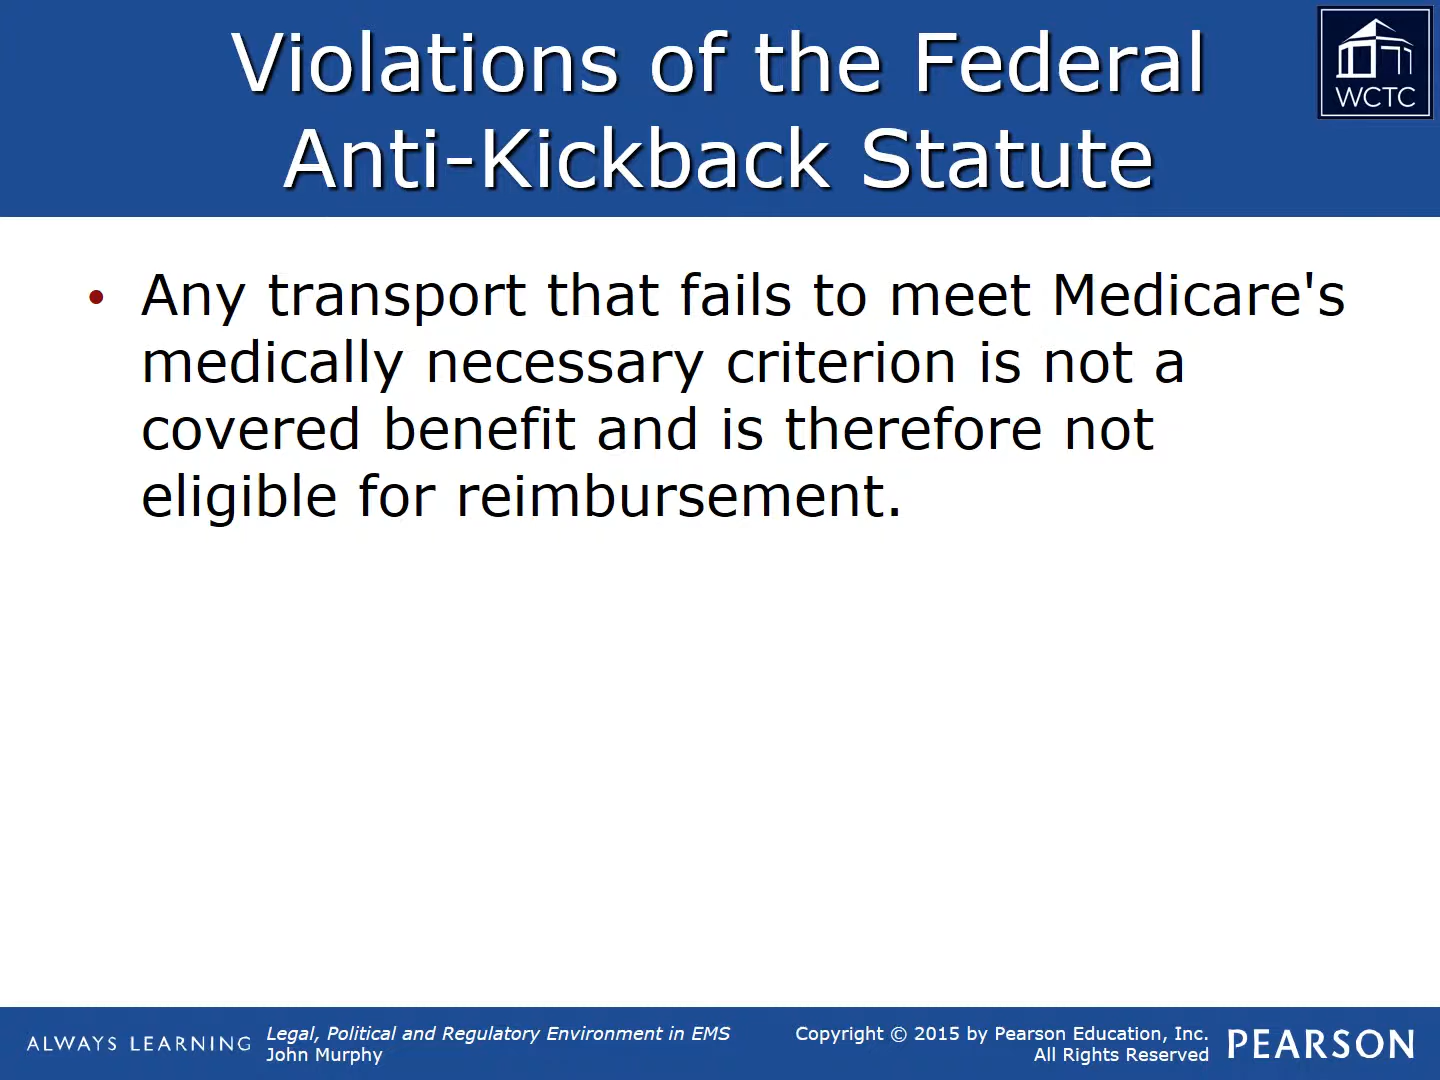 Violations of the Federal
Anti-Kickback Statute
WCTC
• Any transport that fails to meet Medicare's
medically necessary criterion is not a
covered benefit and is therefore not
eligible for reimbursement.
ALWAYS LEARNING
Legal, Political and Regulatory Environment in EMS
John Murphy
Copyright © 2015 by Pearson Education, Inc.
All Rights Reserved
PEARSON